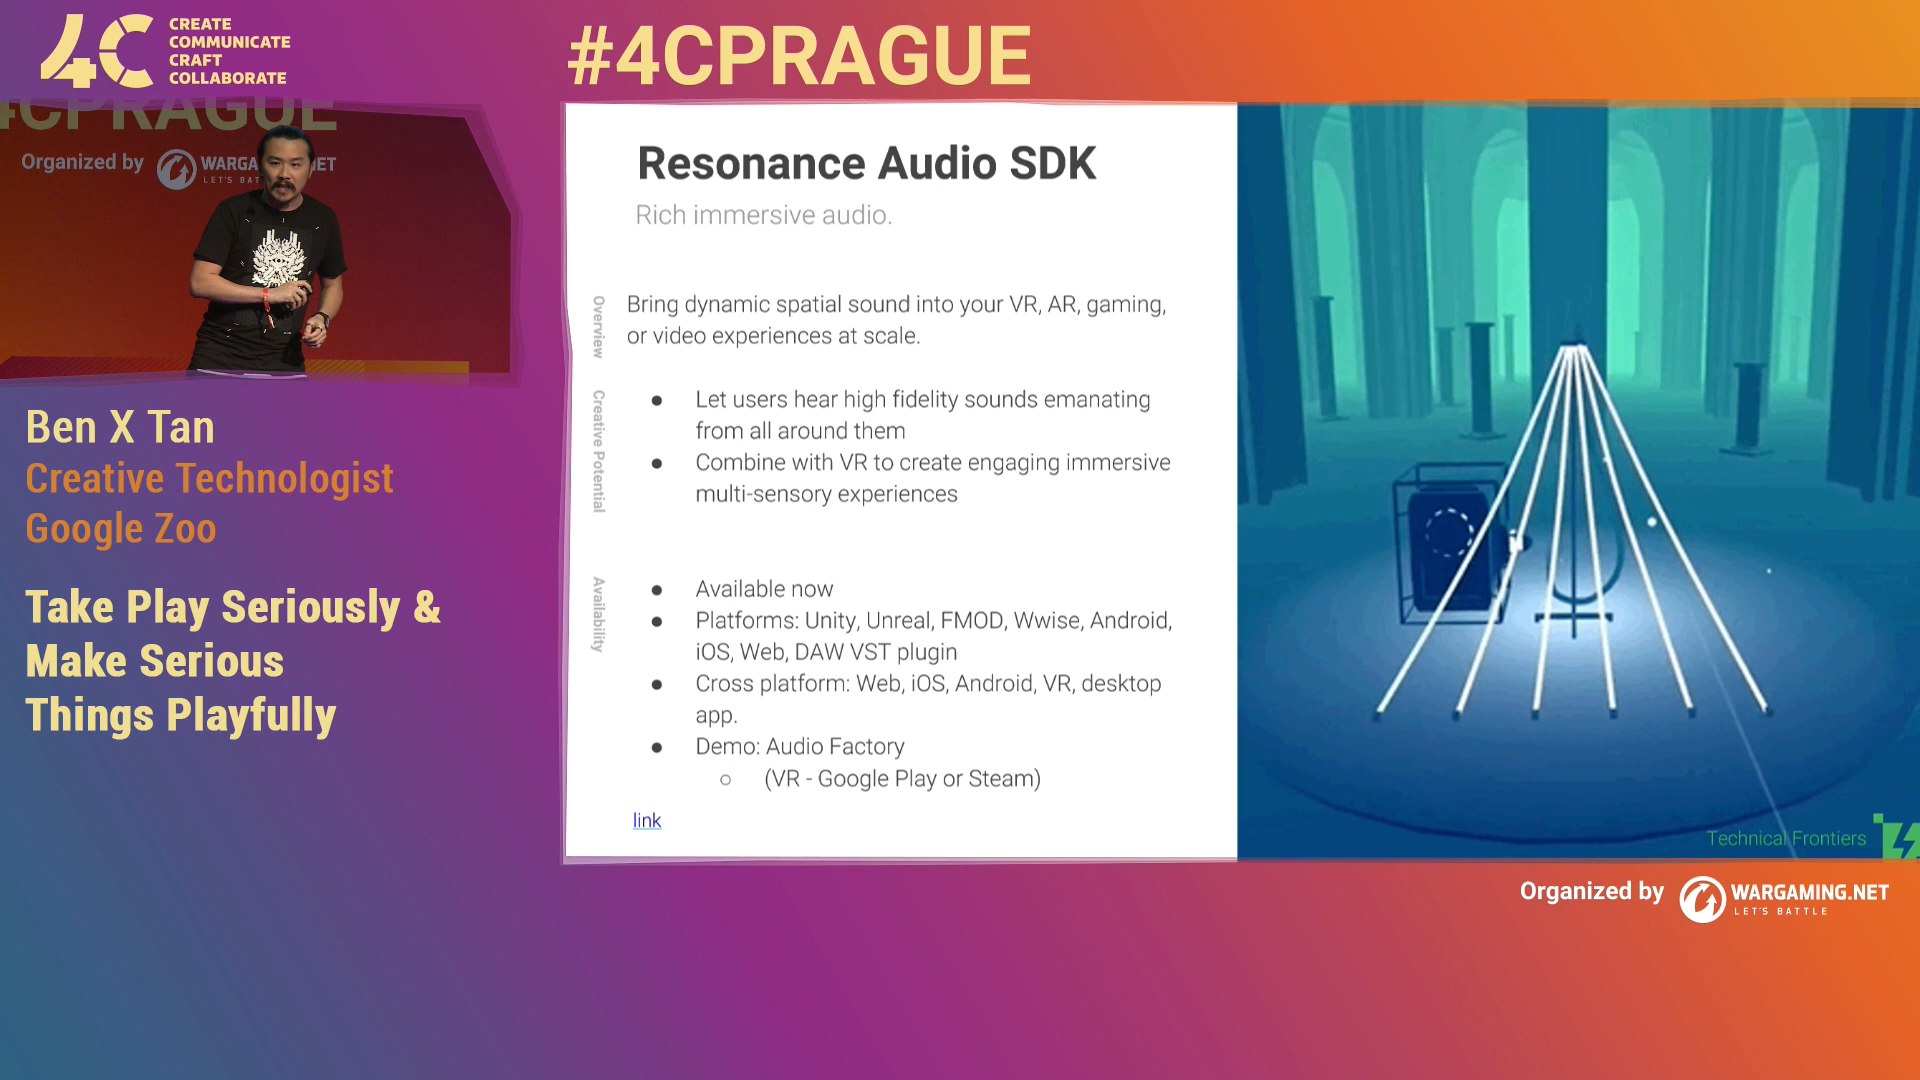 4C
CREATE
COMMUNICATE
CRAFT
COLLABORATE
#4CPRAGUE
4CPRAGUE
Organized by
LET'S BAT
Ben X Tan
Creative Technologist
Google Zoo
Take Play Seriously &
Make Serious
Things Playfully
Resonance Audio SDK
Rich immersive audio.
Overview
Bring dynamic spatial sound into your VR, AR, gaming,
or video experiences at scale.
Creative Potential
● Let users hear high fidelity sounds emanating
from all around them
● Combine with VR to create engaging immersive
multi-sensory experiences
Availability
● Available now
● Platforms: Unity, Unreal, FMOD, Wwise, Android,
iOS, Web, DAW VST plugin
● Cross platform: Web, iOS, Android, VR, desktop
app.
● Demo: Audio Factory
○ (VR - Google Play or Steam)
link
Technical Frontiers
Organized by
WARGAMING.NET
LET'S BATTLE